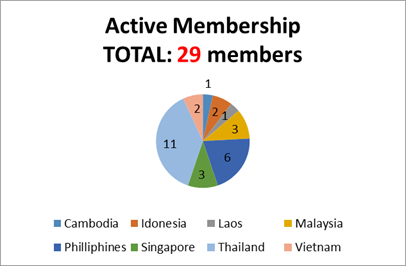 Active Membership
TOTAL: 29 members
1
2
2
1
3
11
6
3
Cambodia Idonesia Laos Malaysia
Philliphines Singapore Thailand Vietnam